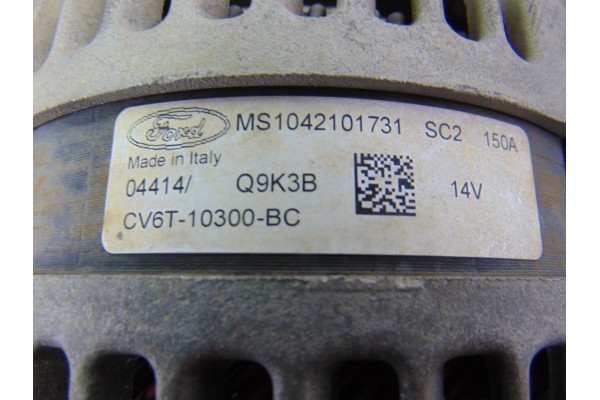 Ford MS1042101731 SC2 150A
Made in Italy
04414/ Q9K3B 14V
CV6T-10300-BC